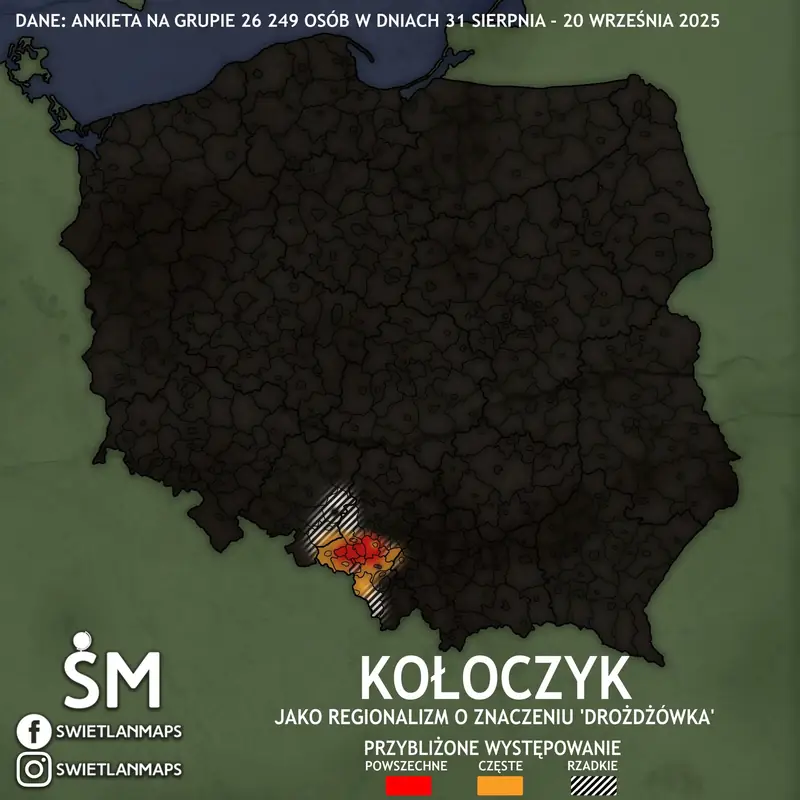 DANE: ANKIETA NA GRUPIE 26 249 OSÓB W DNIACH 31 SIERPNIA - 20 WRZEŚNIA 2025
ŚM
SWIETLANMAPS
SWIETLANMAPS
KOŁOCZYK
JAKO REGIONALIZM O ZNACZENIU 'DROŻDŻÓWKA'
PRZYBLIŻONE WYSTĘPOWANIE
POWSZECHNE CZĘSTE RZADKIE